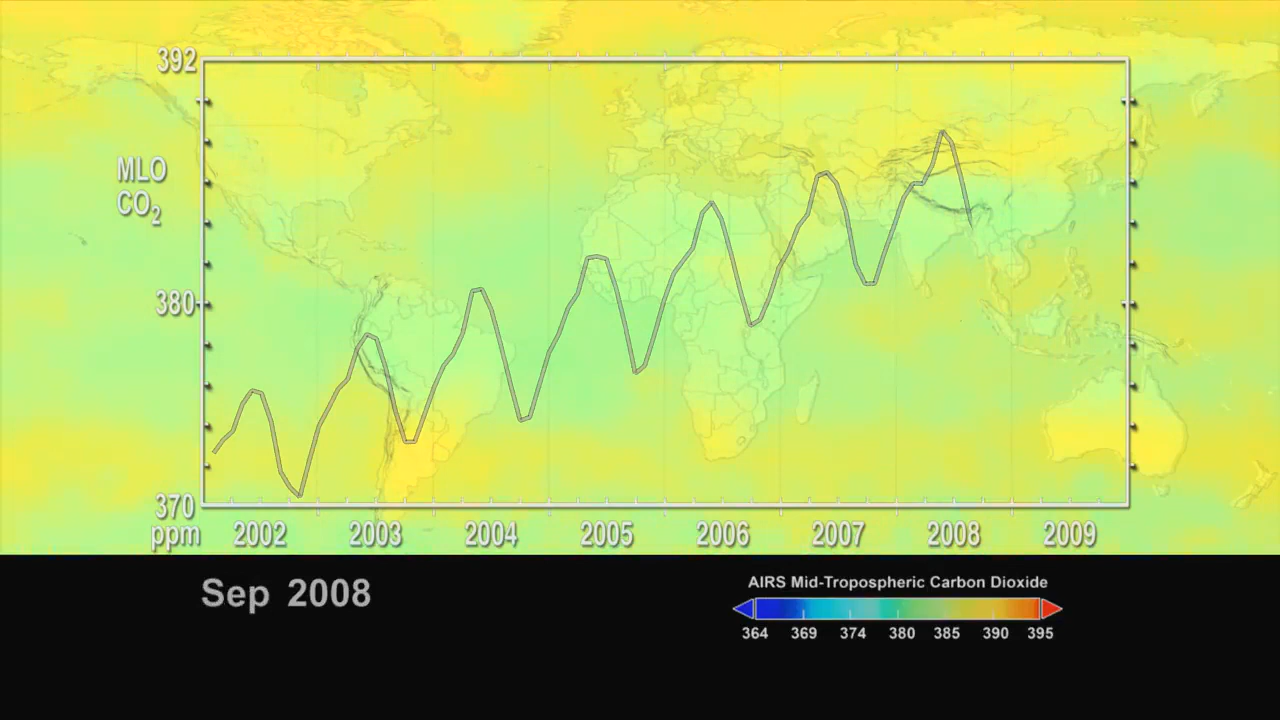 392
MLO
CO₂
380
370
ppm 2002 2003 2004 2005 2006 2007 2008 2009
Sep 2008
AIRS Mid-Tropospheric Carbon Dioxide
364 369 374 380 385 390 395